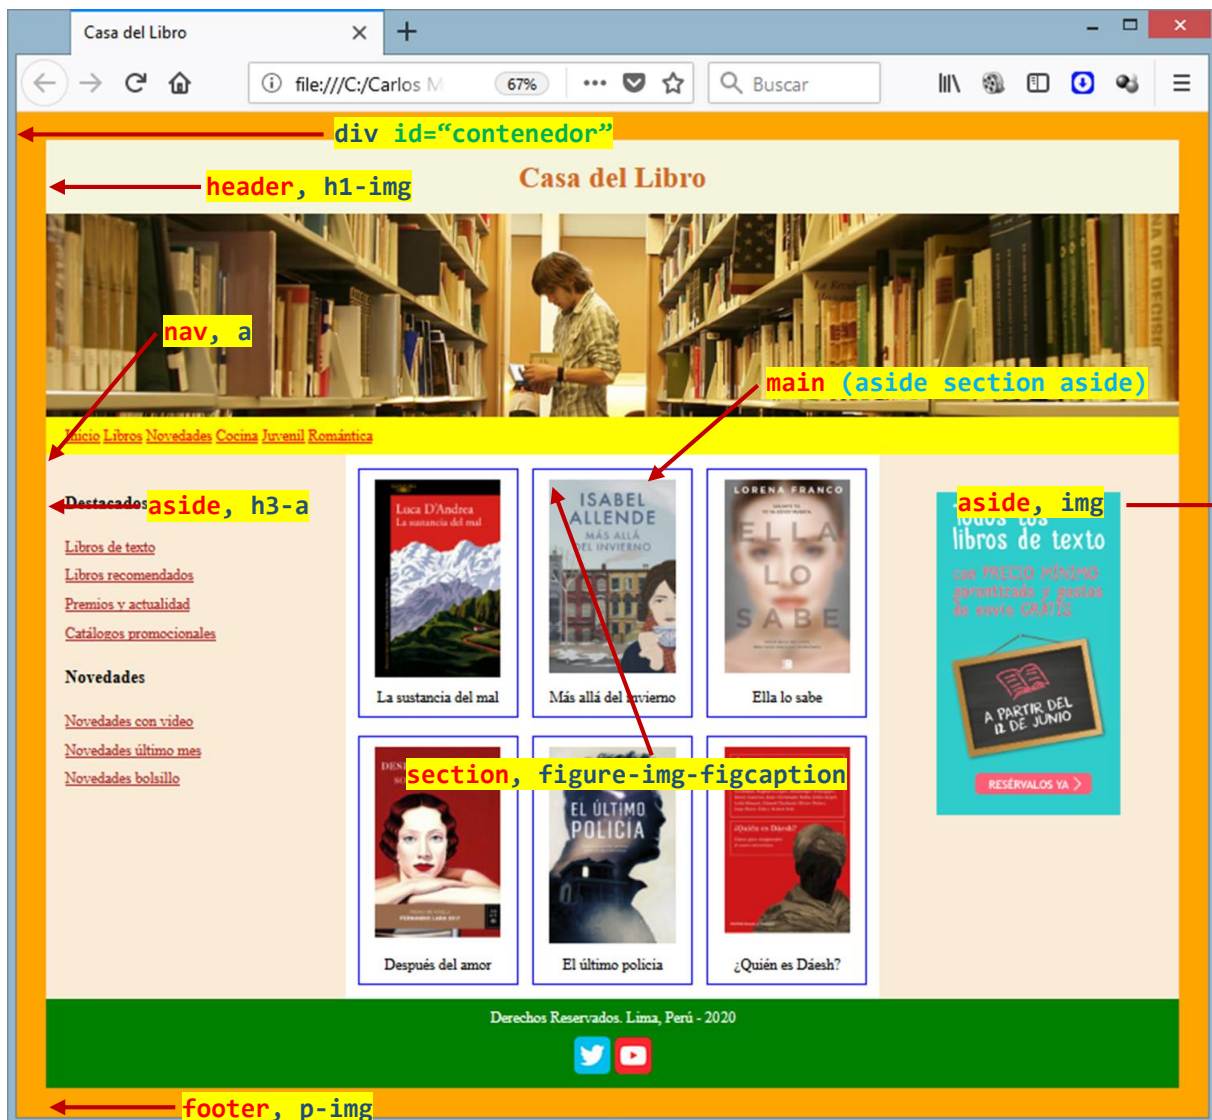 Casa del Libro
file:///C:/Carlos M
67%
Buscar
div id=“contenedor”
header, h1-img
Casa del Libro
nav, a
main (aside section aside)
Inicio Libros Novedades Cocina Juvenil Romántica
Destacados
aside, h3-a
Libros de texto
Libros recomendados
Premios y actualidad
Catálogos promocionales
Novedades
Novedades con video
Novedades último mes
Novedades bolsillo
Luca D'Andrea
La sustancia del mal
La sustancia del mal
ISABEL
ALLENDE
MÁS ALLÁ
DEL INVIERNO
Más allá del invierno
LORENA FRANCO
ELLA
LO
SABE
Ella lo sabe
aside, img
Todos los
libros de texto
con PRECIO MÍNIMO
garantizado y gastos
de envío GRATIS
A PARTIR DEL
12 DE JUNIO
RESÉRVALOS YA
section, figure-img-figcaption
FERNANDO LARA 2017
Después del amor
EL ÚLTIMO
POLICÍA
El último policia
¿Quién es Dáesh?
¿Quién es Dáesh?
Derechos Reservados. Lima, Perú - 2020
footer, p-img